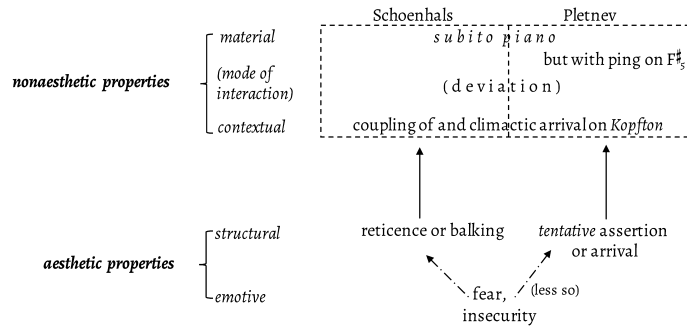 Schoenhals Pletnev
material subito piano
but with ping on F♯5
nonaesthetic properties (mode of
interaction) (deviation)
contextual coupling of and climactic arrival on Kopfton
structural reticence or balking tentative assertion
or arrival
aesthetic properties
emotive fear, (less so)
insecurity